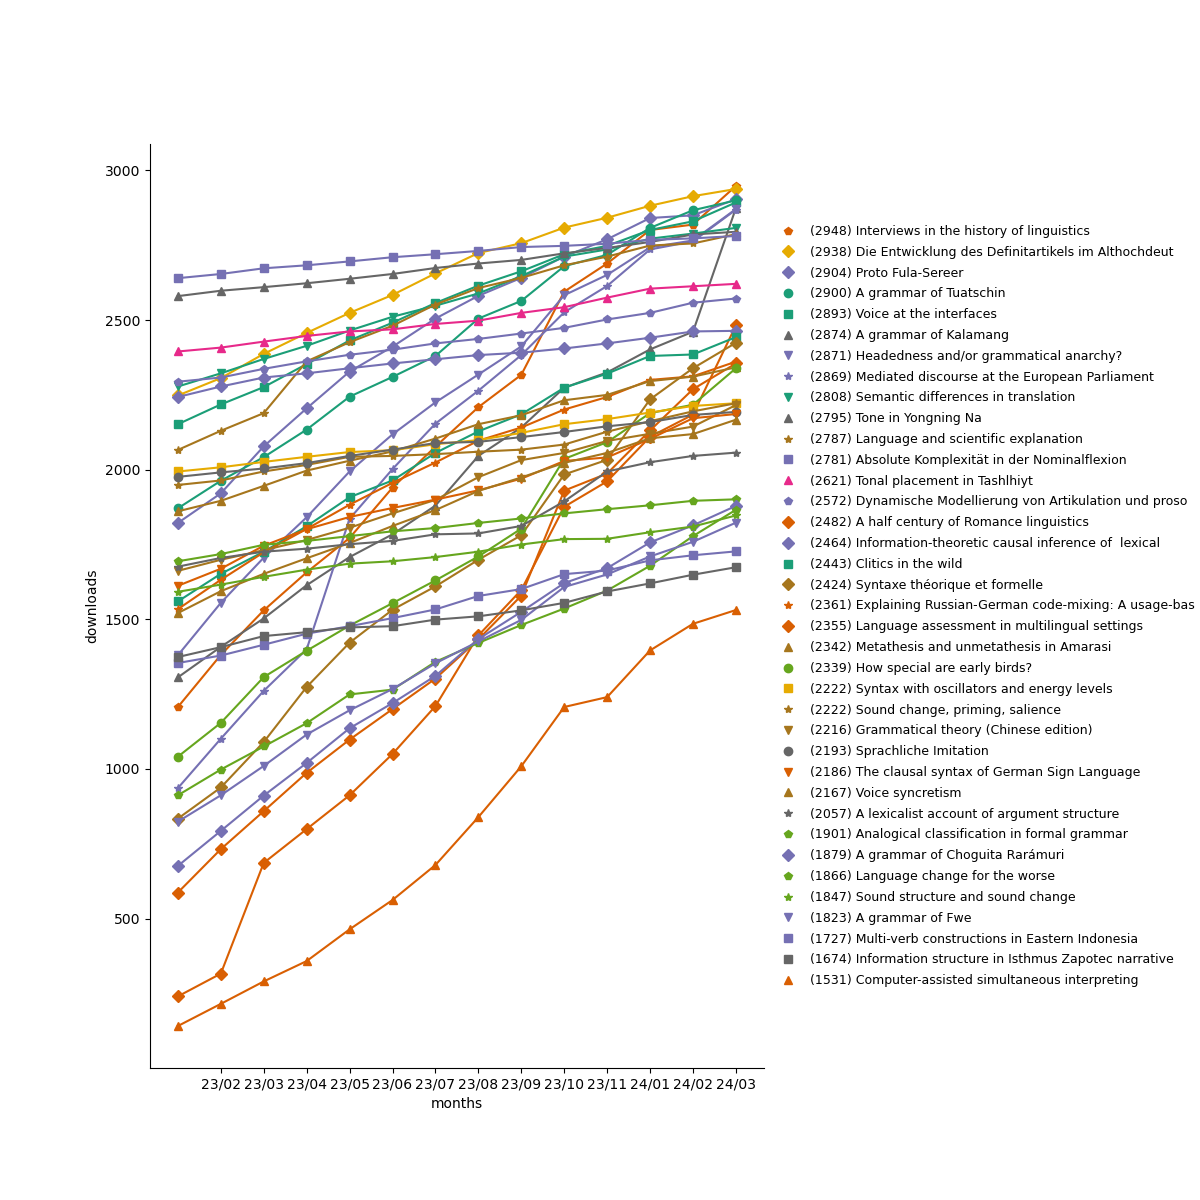 3000
2500
2000
1500
1000
500
downloads
23/02 23/03 23/04 23/05 23/06 23/07 23/08 23/09 23/10 23/11 24/01 24/02 24/03
months
(2948) Interviews in the history of linguistics
(2938) Die Entwicklung des Definitartikels im Althochdeut
(2904) Proto Fula-Sereer
(2900) A grammar of Tuatschin
(2893) Voice at the interfaces
(2874) A grammar of Kalamang
(2871) Headedness and/or grammatical anarchy?
(2869) Mediated discourse at the European Parliament
(2808) Semantic differences in translation
(2795) Tone in Yongning Na
(2787) Language and scientific explanation
(2781) Absolute Komplexität in der Nominalflexion
(2621) Tonal placement in Tashlhiyt
(2572) Dynamische Modellierung von Artikulation und proso
(2482) A half century of Romance linguistics
(2464) Information-theoretic causal inference of  lexical
(2443) Clitics in the wild
(2424) Syntaxe théorique et formelle
(2361) Explaining Russian-German code-mixing: A usage-bas
(2355) Language assessment in multilingual settings
(2342) Metathesis and unmetathesis in Amarasi
(2339) How special are early birds?
(2222) Syntax with oscillators and energy levels
(2222) Sound change, priming, salience
(2216) Grammatical theory (Chinese edition)
(2193) Sprachliche Imitation
(2186) The clausal syntax of German Sign Language
(2167) Voice syncretism
(2057) A lexicalist account of argument structure
(1901) Analogical classification in formal grammar
(1879) A grammar of Choguita Rarámuri
(1866) Language change for the worse
(1847) Sound structure and sound change
(1823) A grammar of Fwe
(1727) Multi-verb constructions in Eastern Indonesia
(1674) Information structure in Isthmus Zapotec narrative
(1531) Computer-assisted simultaneous interpreting